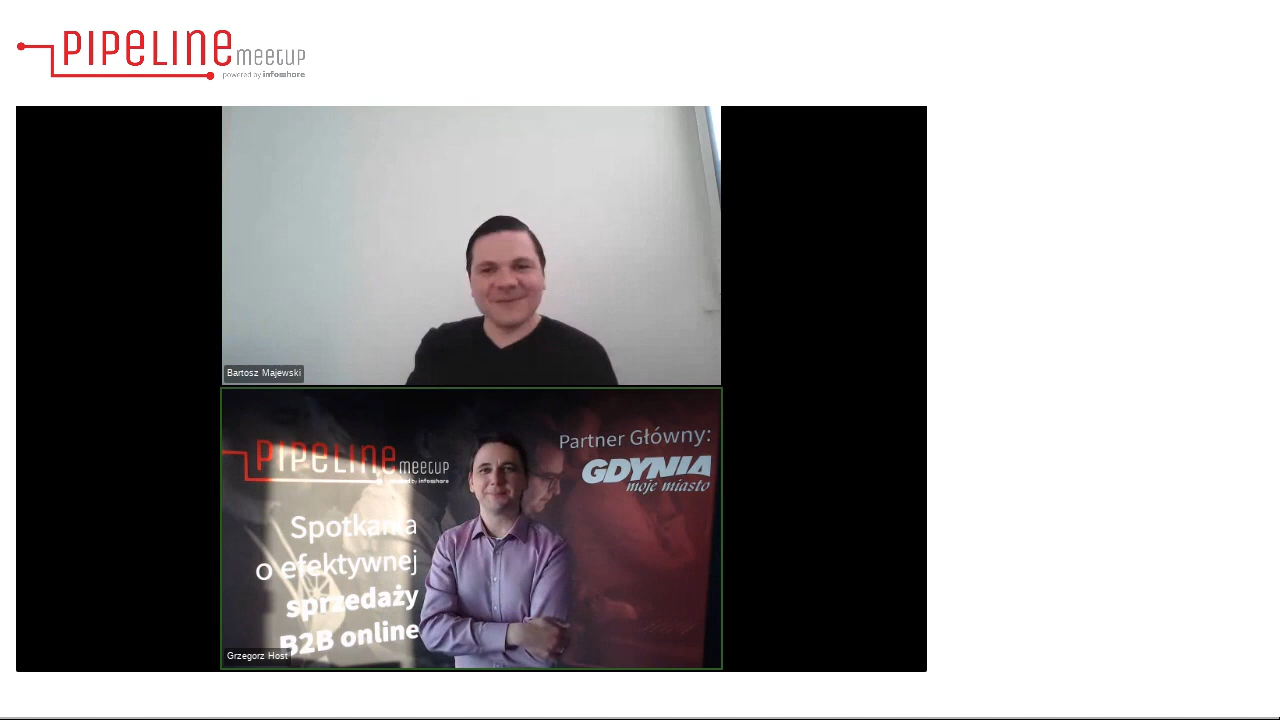 PIPELINE meetup
powered by infoshare
Bartosz Majewski
PIPELINE meetup
powered by infoshare
Partner Główny:
GDYNIA
moje miasto
Spotkania
o efektywnej
sprzedaży
B2B online
Grzegorz Host